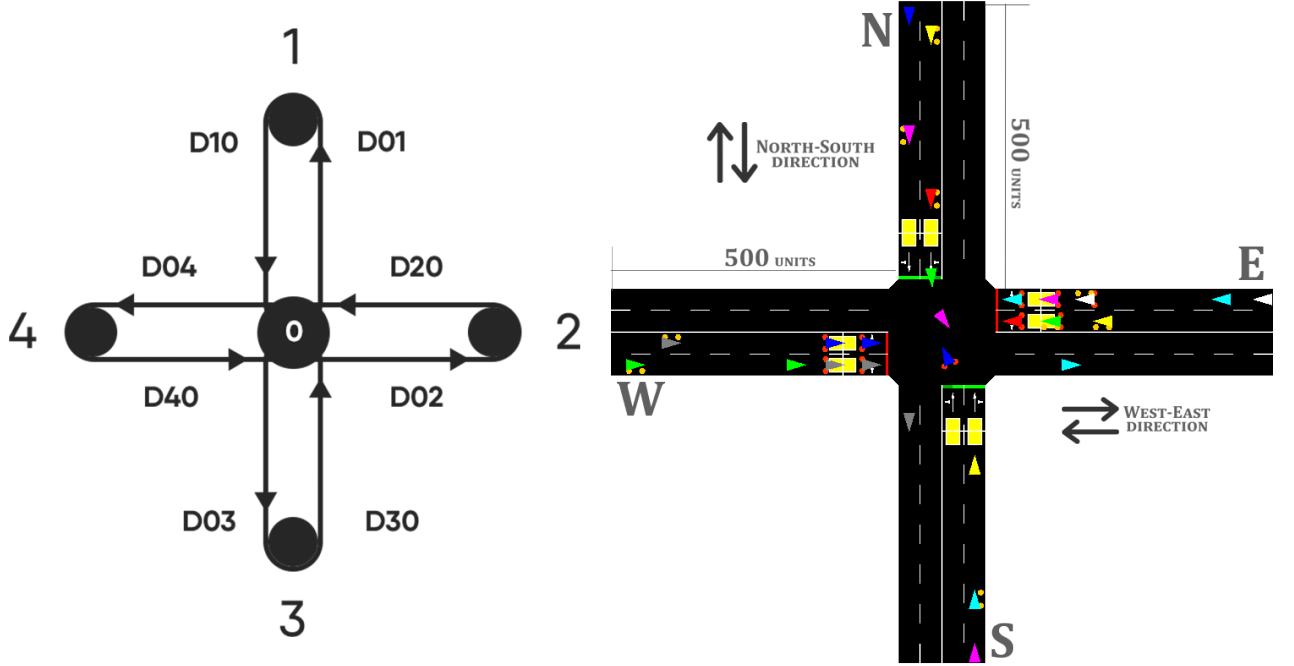 1
D10
D01
D04
D20
4
0
2
D40
D02
D03
D30
3
N
NORTH-SOUTH
DIRECTION
500 UNITS
500 UNITS
E
W
WEST-EAST
DIRECTION
S